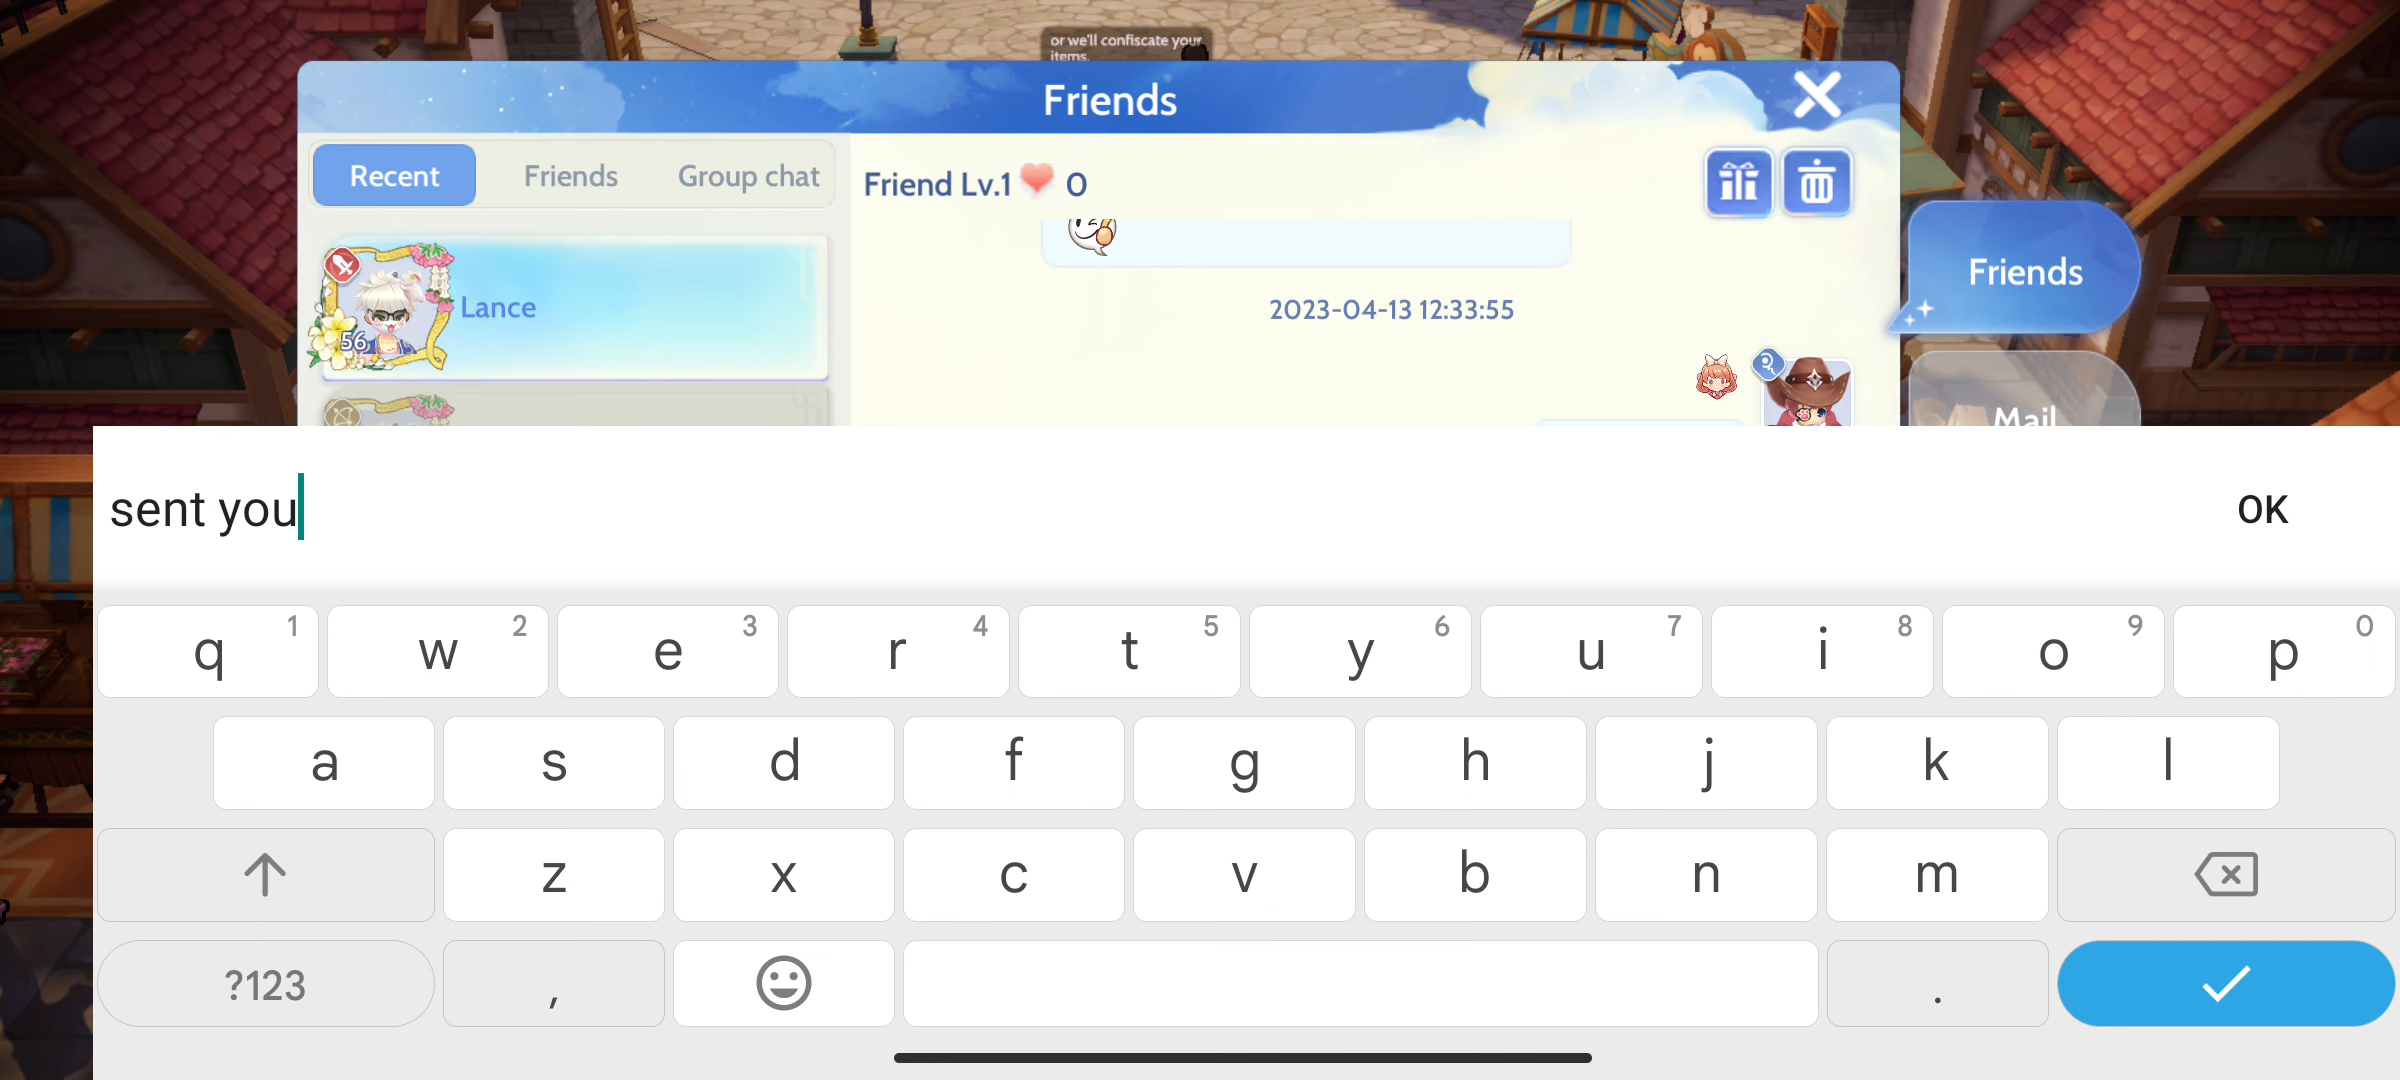 or we'll confiscate your
items.
Friends
Recent
Friends
Group chat
Friend Lv.1
0
56
Lance
2023-04-13 12:33:55
Friends
Mail
sent you
OK
q 1 w 2 e 3 r 4 t 5 y 6 u 7 i 8 o 9 p 0
a s d f g h j k l
z x c v b n m
?123 , .